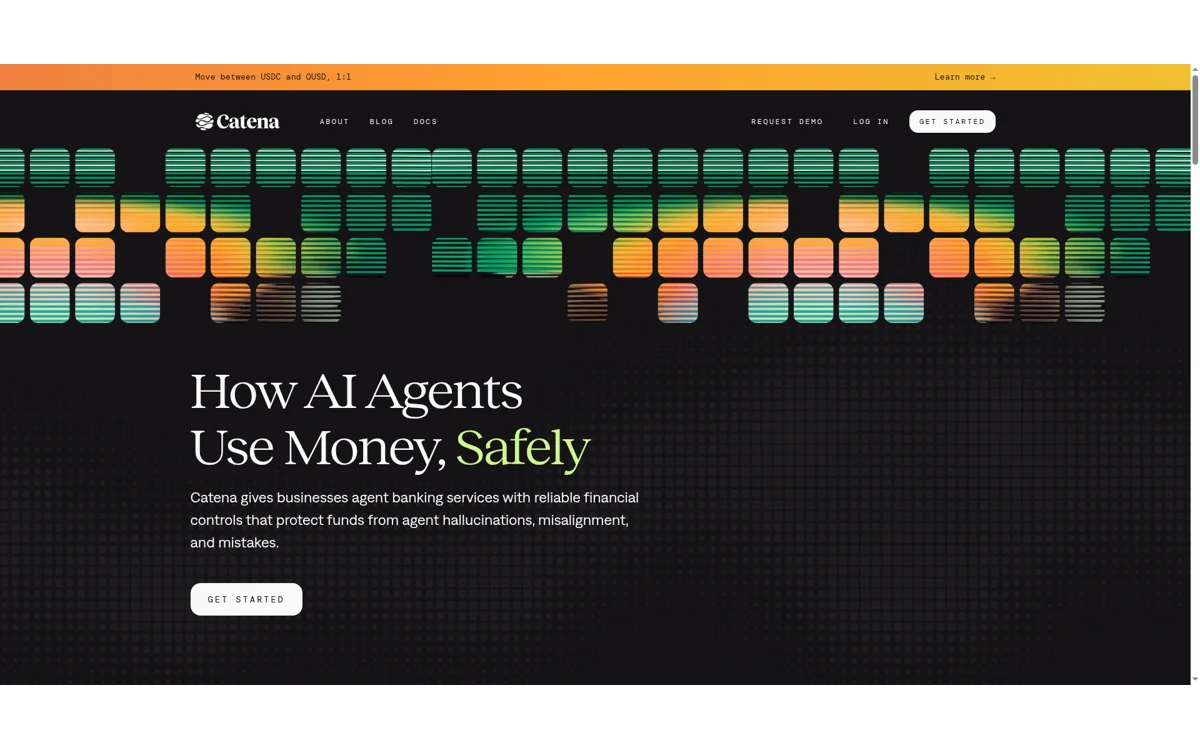 Move between USDC and OUSD, 1:1
Learn more →
Catena
ABOUT
BLOG
DOCS
REQUEST DEMO
LOG IN
GET STARTED
How AI Agents
Use Money, Safely
Catena gives businesses agent banking services with reliable financial
controls that protect funds from agent hallucinations, misalignment,
and mistakes.
GET STARTED